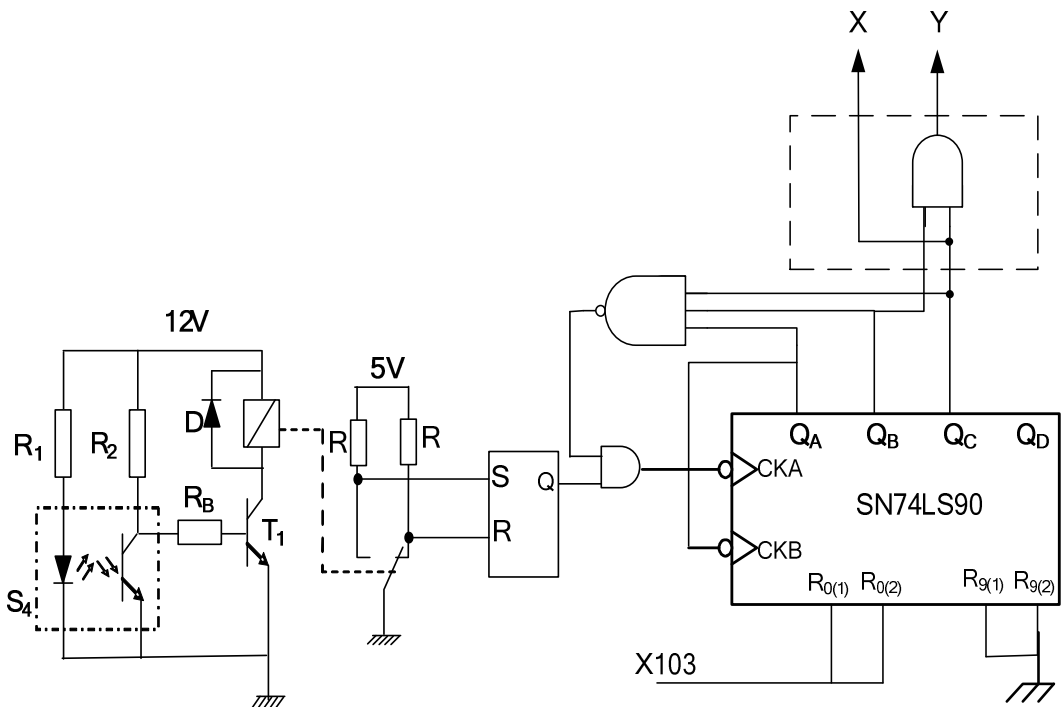 X Y
12V
5V
R1
R2
D
R
R
RB
T1
S4
S
Q
R
QA QB QC QD
CKA
SN74LS90
CKB
R0(1) R0(2) R9(1) R9(2)
X103